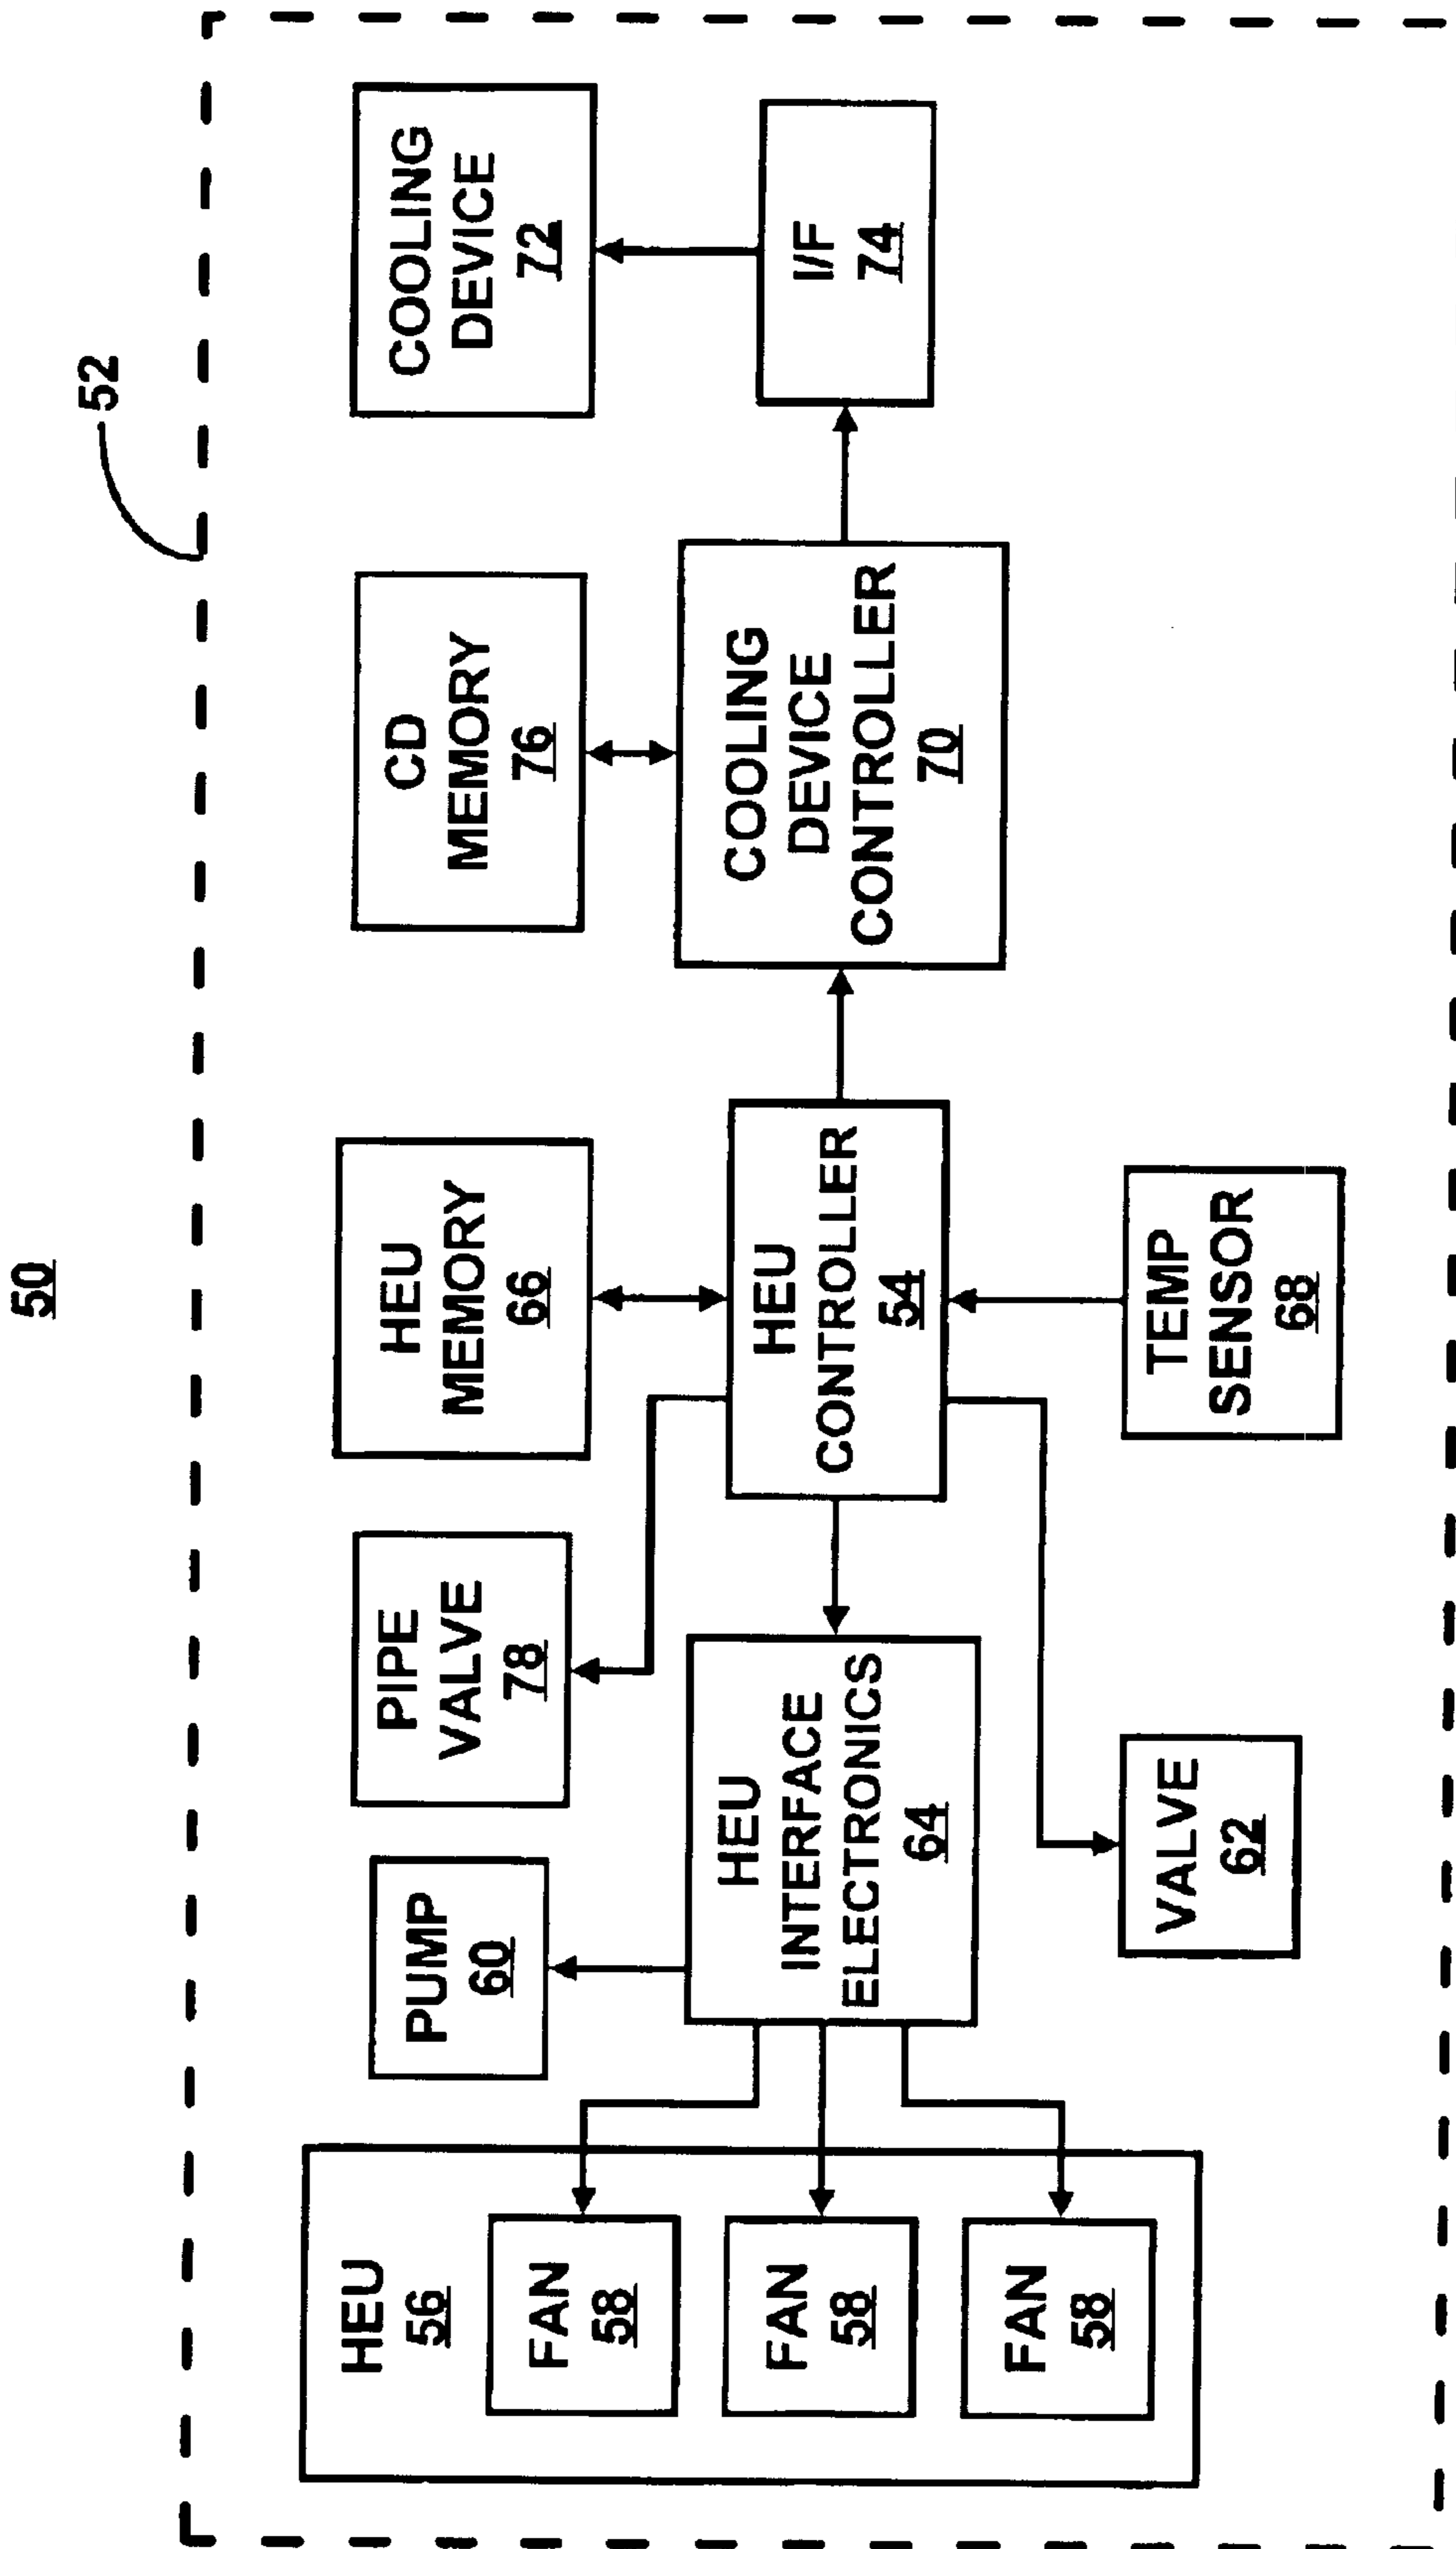 50
52
HEU
56
FAN
58
FAN
58
FAN
58
PUMP
60
PIPE
VALVE
78
HEU
MEMORY
66
CD
MEMORY
76
COOLING
DEVICE
72
HEU
INTERFACE
ELECTRONICS
64
HEU
CONTROLLER
54
COOLING
DEVICE
CONTROLLER
70
I/F
74
VALVE
62
TEMP
SENSOR
68